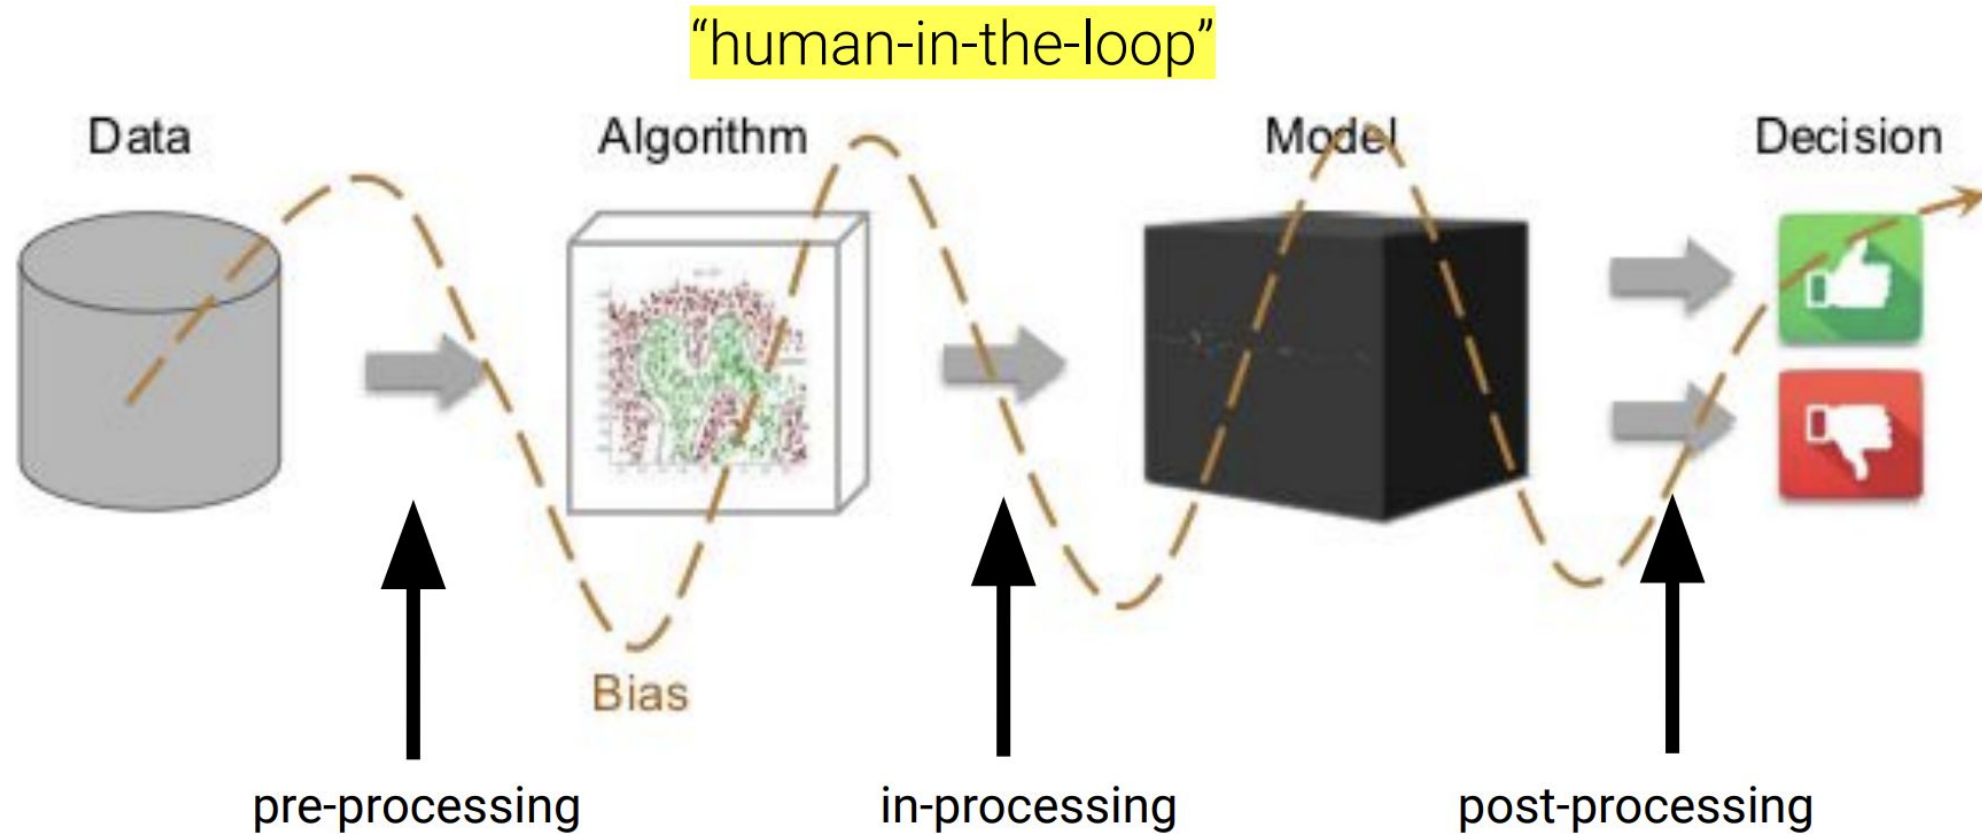 “human-in-the-loop”
Data
Algorithm
Model
Decision
Bias
pre-processing
in-processing
post-processing